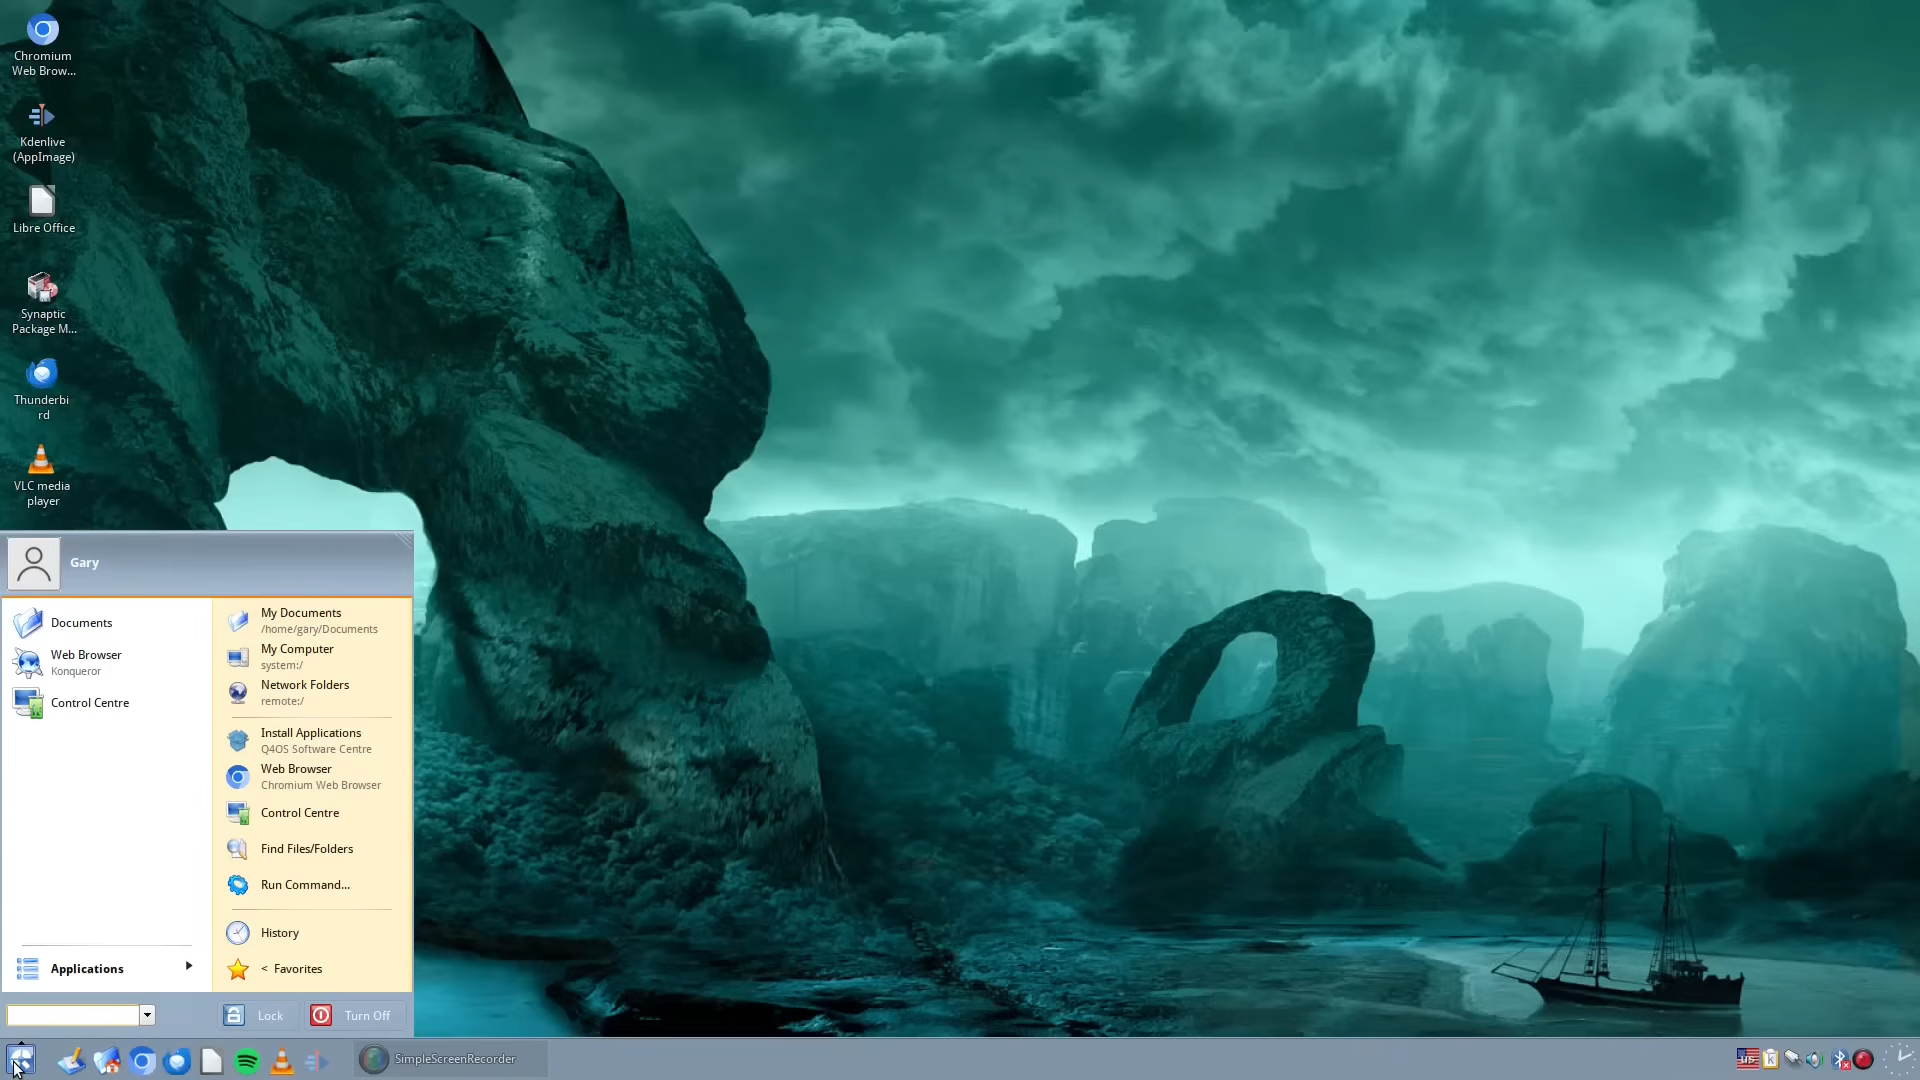 Chromium
Web Brow...
Kdenlive
(AppImage)
Libre Office
Synaptic
Package M...
Thunderbi
rd
VLC media
player
Gary
Documents
Web Browser
Konqueror
Control Centre
Applications
My Documents
/home/gary/Documents
My Computer
system:/
Network Folders
remote:/
Install Applications
Q4OS Software Centre
Web Browser
Chromium Web Browser
Control Centre
Find Files/Folders
Run Command...
History
< Favorites
Lock
Turn Off
SimpleScreenRecorder
us